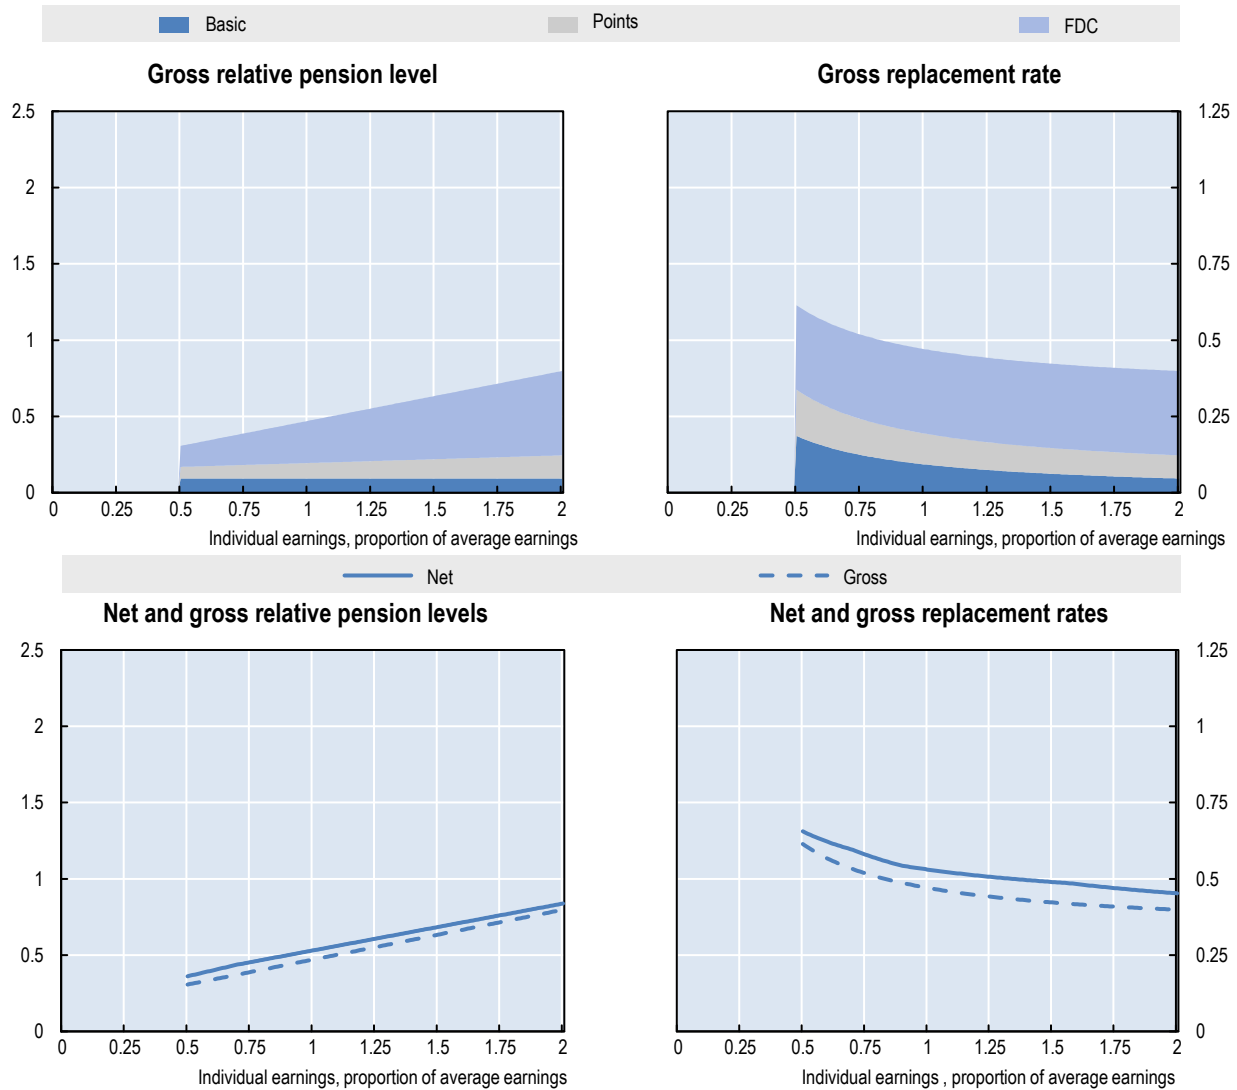 Basic Points FDC
Gross relative pension level
2.5
2
1.5
1
0.5
0
0 0.25 0.5 0.75 1 1.25 1.5 1.75 2
Individual earnings, proportion of average earnings
Gross replacement rate
1.25
1
0.75
0.5
0.25
0
0 0.25 0.5 0.75 1 1.25 1.5 1.75 2
Individual earnings, proportion of average earnings
Net Gross
Net and gross relative pension levels
2.5
2
1.5
1
0.5
0
0 0.25 0.5 0.75 1 1.25 1.5 1.75 2
Individual earnings, proportion of average earnings
Net and gross replacement rates
1.25
1
0.75
0.5
0.25
0
0 0.25 0.5 0.75 1 1.25 1.5 1.75 2
Individual earnings , proportion of average earnings